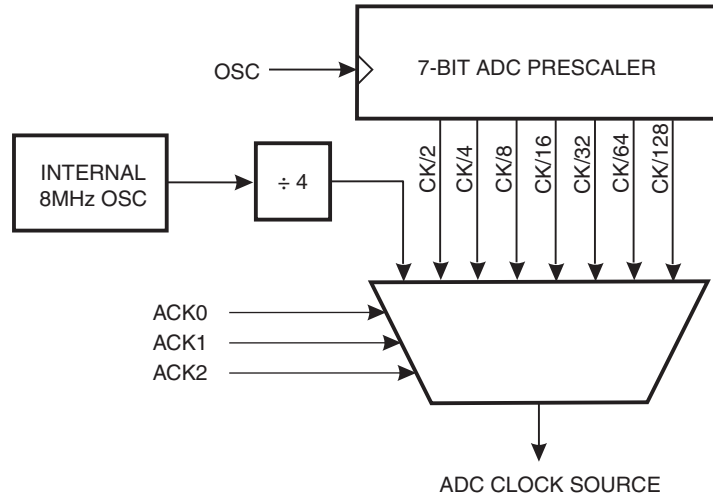 7-BIT ADC PRESCALER
OSC
CK/2
CK/4
CK/8
CK/16
CK/32
CK/64
CK/128
INTERNAL
8MHz OSC
÷ 4
ACK0
ACK1
ACK2
ADC CLOCK SOURCE